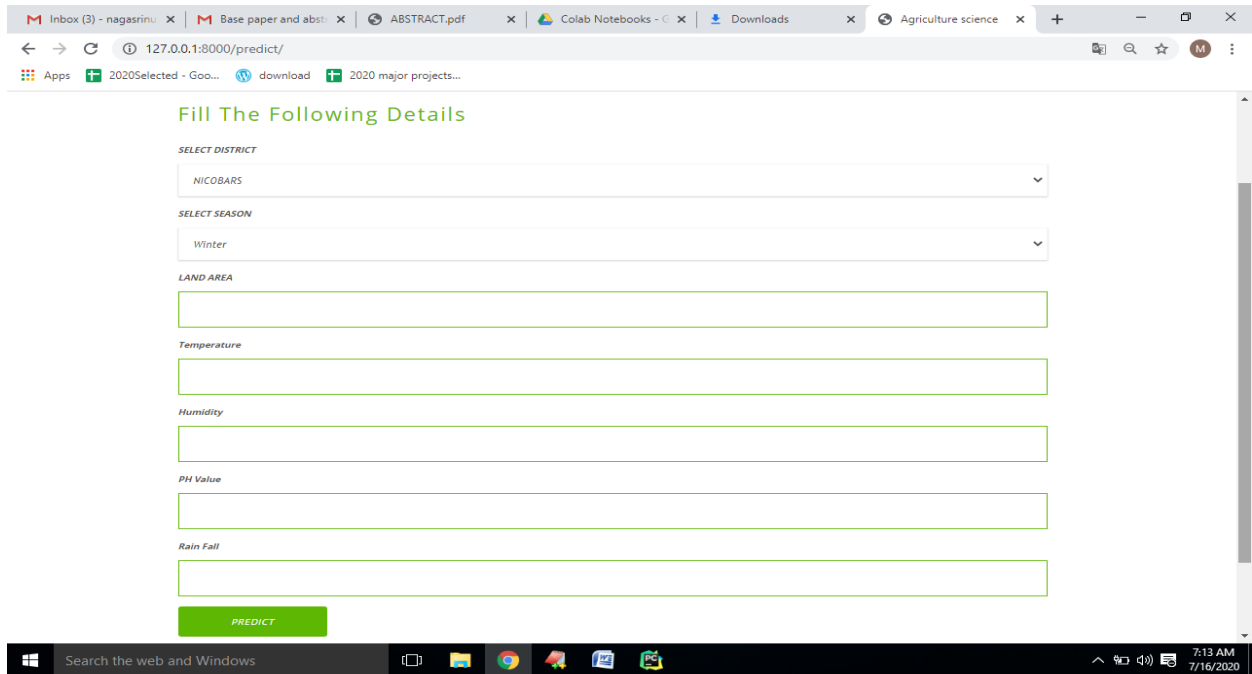 Inbox (3) - nagasrinu
Base paper and abst
ABSTRACT.pdf
Colab Notebooks - G
Downloads
Agriculture science
127.0.0.1:8000/predict/
M
Apps
2020Selected - Goo...
download
2020 major projects...
Fill The Following Details
SELECT DISTRICT
NICOBARS
SELECT SEASON
Winter
LAND AREA
Temperature
Humidity
PH Value
Rain Fall
PREDICT
Search the web and Windows
PC
7:13 AM
7/16/2020